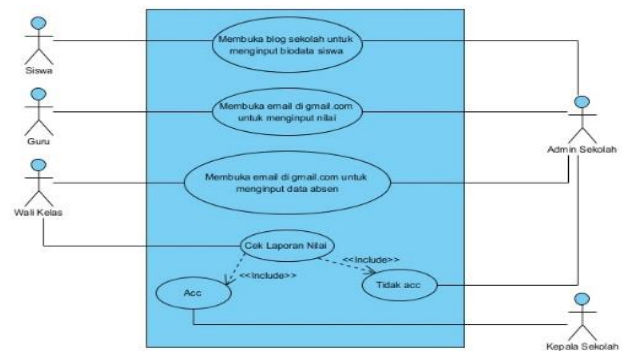 Membuka blog sekolah untuk
menginput biodata siswa
Siswa
Membuka email di gmail.com
untuk menginput nilai
Guru
Admin Sekolah
Membuka email di gmail.com untuk
menginput data absen
Wali Kelas
Cek Laporan Nilai
<<Include>>
<<Include>>
Acc
Tidak acc
Kepala Sekolah